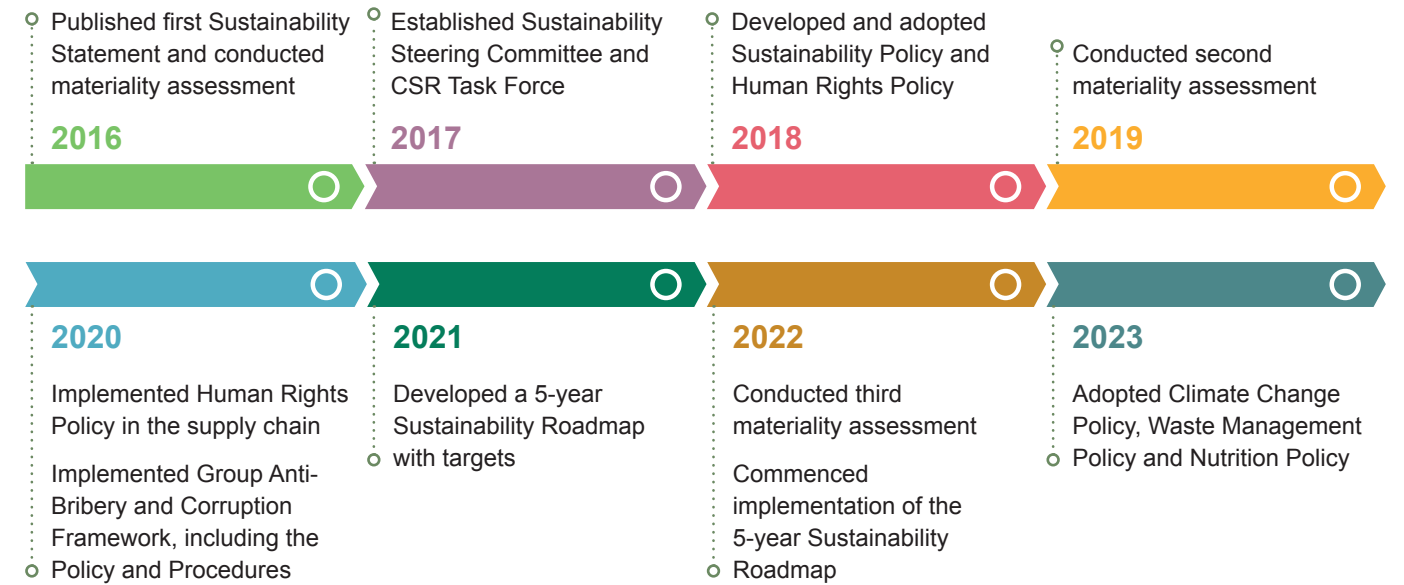 Published first Sustainability
Statement and conducted
materiality assessment
2016
Established Sustainability
Steering Committee and
CSR Task Force
2017
Developed and adopted
Sustainability Policy and
Human Rights Policy
2018
Conducted second
materiality assessment
2019
2020
Implemented Human Rights
Policy in the supply chain
Implemented Group Anti-
Bribery and Corruption
Framework, including the
Policy and Procedures
2021
Developed a 5-year
Sustainability Roadmap
with targets
2022
Conducted third
materiality assessment
Commenced
implementation of the
5-year Sustainability
Roadmap
2023
Adopted Climate Change
Policy, Waste Management
Policy and Nutrition Policy